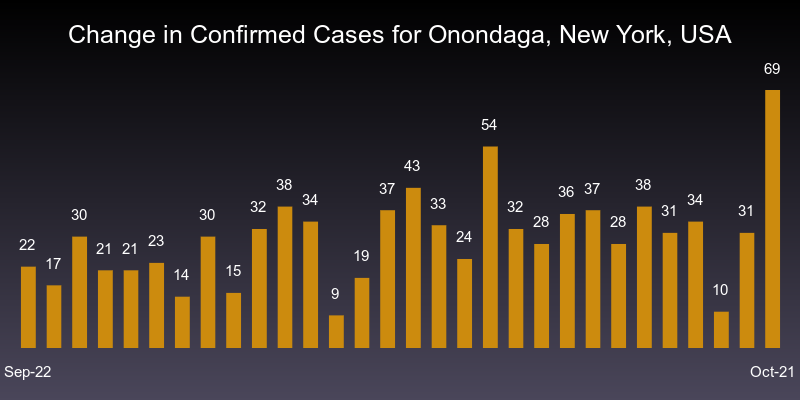 Change in Confirmed Cases for Onondaga, New York, USA
22 17 30 21 21 23 14 30 15 32 38 34 9 19 37 43 33 24 54 32 28 36 37 28 38 31 34 10 31 69
Sep-22 Oct-21